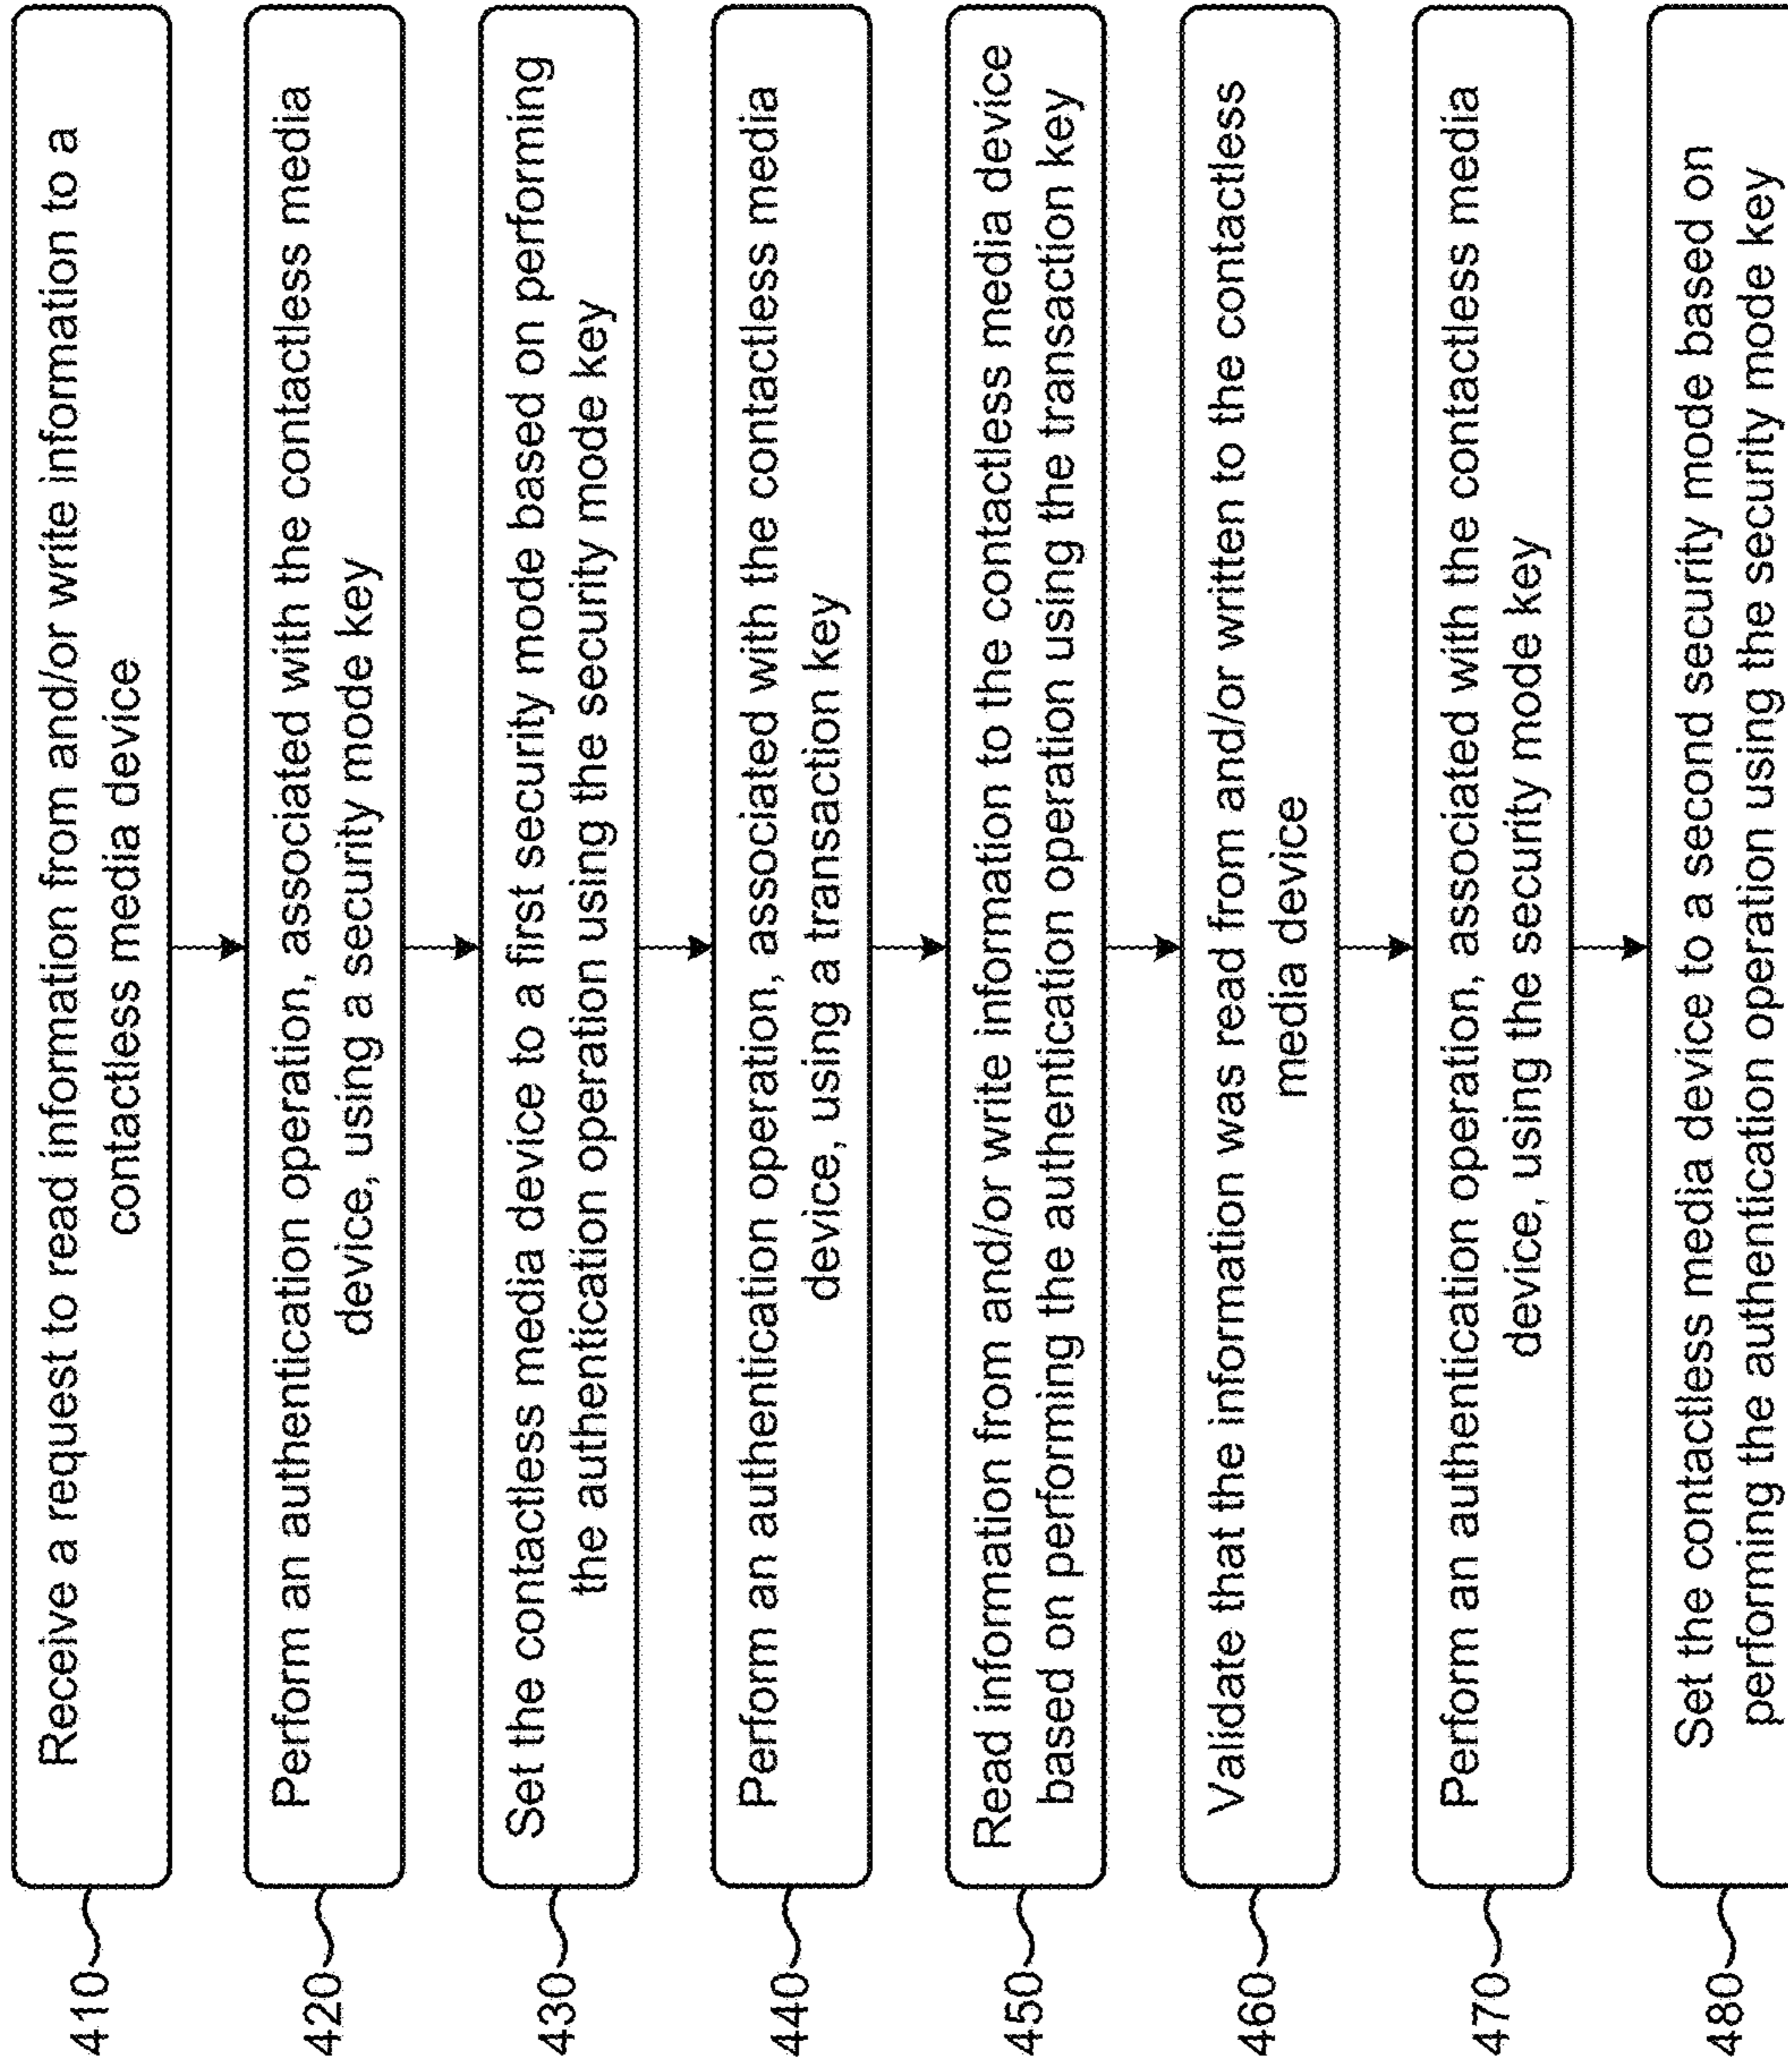 410
Receive a request to read information from and/or write information to a
contactless media device
420
Perform an authentication operation, associated with the contactless media
device, using a security mode key
430
Set the contactless media device to a first security mode based on performing
the authentication operation using the security mode key
440
Perform an authentication operation, associated with the contactless media
device, using a transaction key
450
Read information from and/or write information to the contactless media device
based on performing the authentication operation using the transaction key
460
Validate that the information was read from and/or written to the contactless
media device
470
Perform an authentication operation, associated with the contactless media
device, using the security mode key
480
Set the contactless media device to a second security mode based on
performing the authentication operation using the security mode key